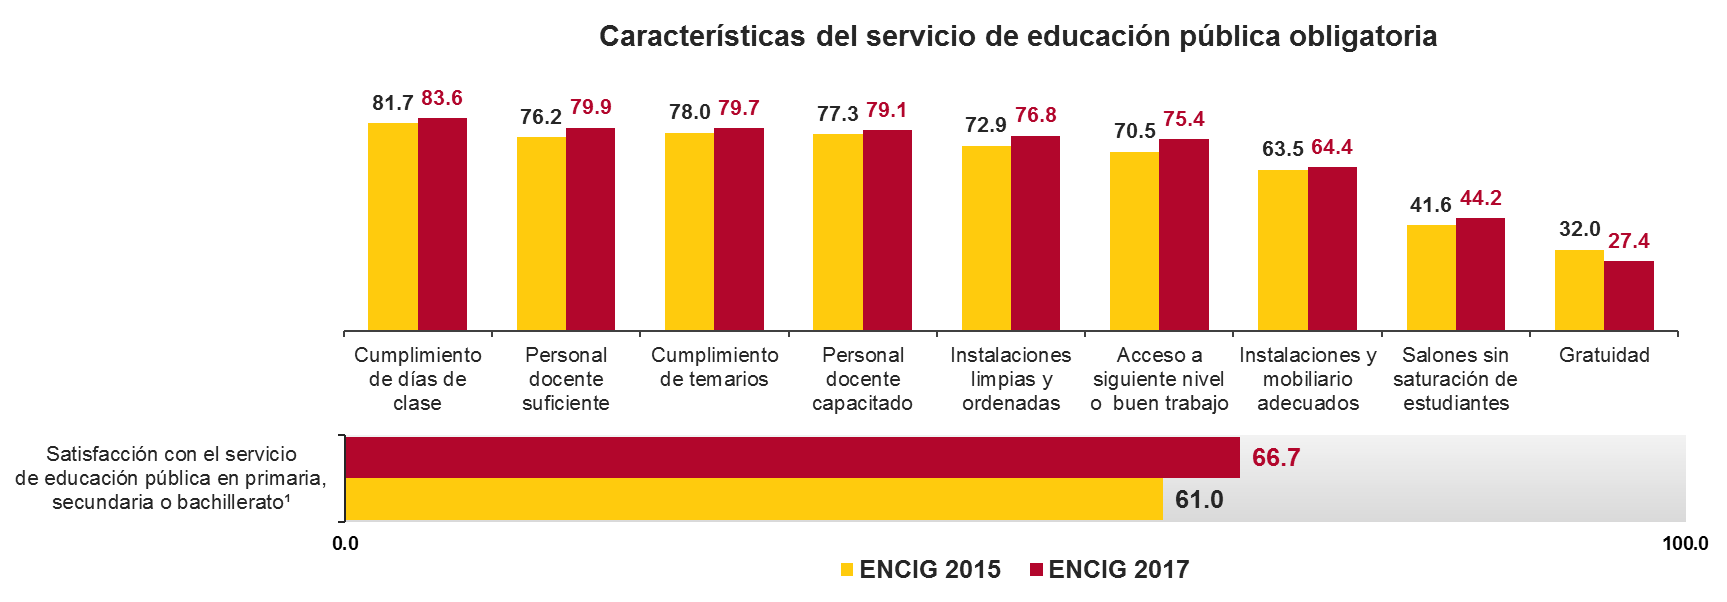 Características del servicio de educación pública obligatoria
81.7 83.6 76.2 79.9 78.0 79.7 77.3 79.1 72.9 76.8 70.5 75.4 63.5 64.4 41.6 44.2 32.0 27.4
Cumplimiento
de días de
clase
Personal
docente
suficiente
Cumplimiento
de temarios
Personal
docente
capacitado
Instalaciones
limpias y
ordenadas
Acceso a
siguiente nivel
o buen trabajo
Instalaciones y
mobiliario
adecuados
Salones sin
saturación de
estudiantes
Gratuidad
Satisfacción con el servicio
de educación pública en primaria,
secundaria o bachillerato¹
66.7
61.0
0.0 100.0
ENCIG 2015 ENCIG 2017